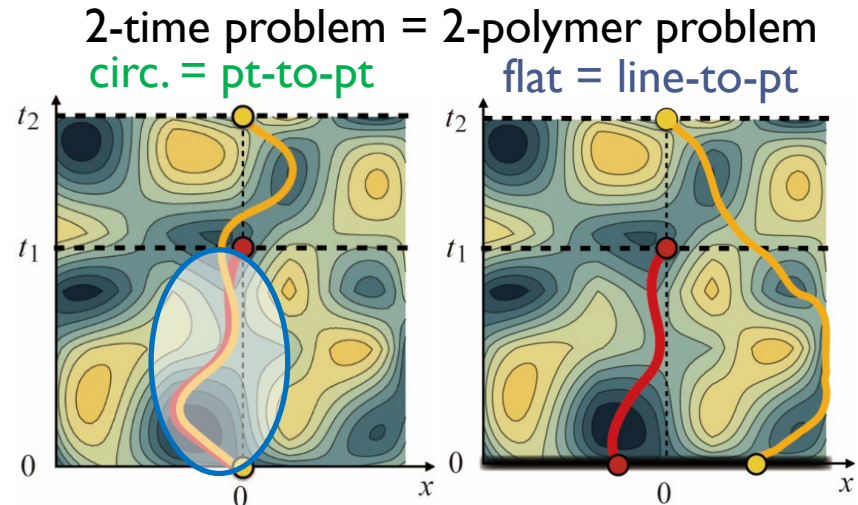 2-time problem = 2-polymer problem
circ. = pt-to-pt
flat = line-to-pt
t₂
t₁
0
0
x
t₂
t₁
0
0
x